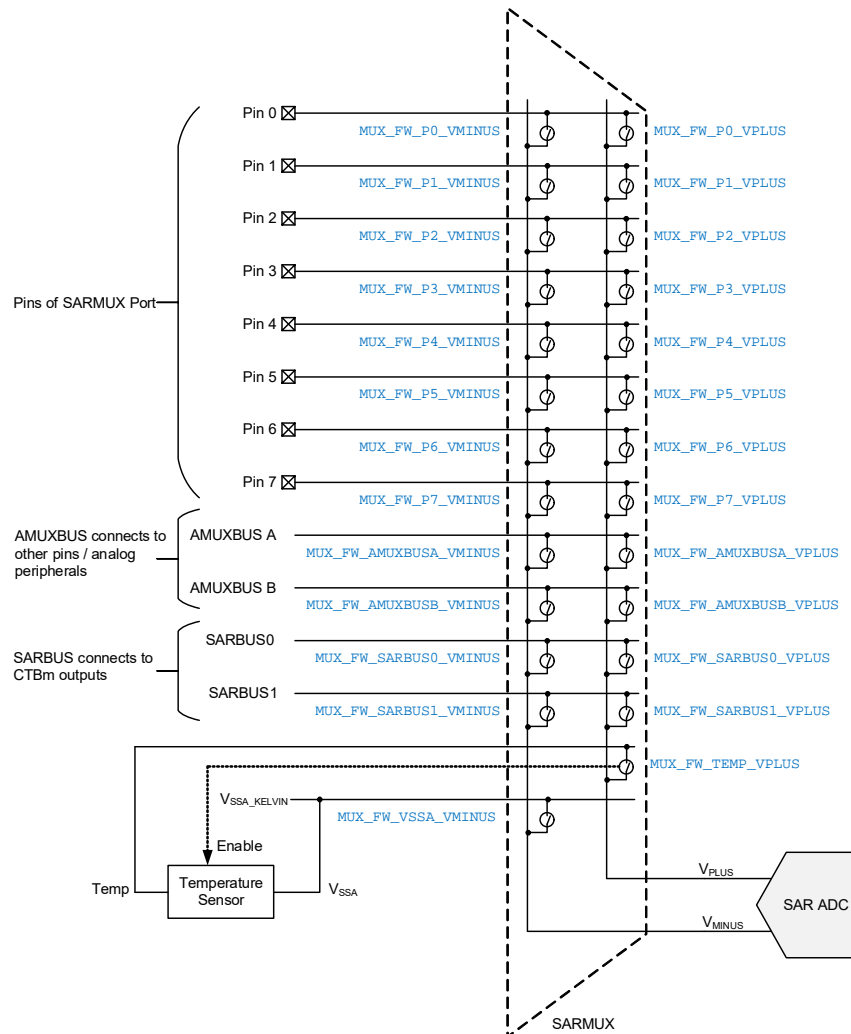 Pin 0
MUX_FW_P0_VMINUS
MUX_FW_P0_VPLUS
Pin 1
MUX_FW_P1_VMINUS
MUX_FW_P1_VPLUS
Pin 2
MUX_FW_P2_VMINUS
MUX_FW_P2_VPLUS
Pin 3
MUX_FW_P3_VMINUS
MUX_FW_P3_VPLUS
Pins of SARMUX Port
Pin 4
MUX_FW_P4_VMINUS
MUX_FW_P4_VPLUS
Pin 5
MUX_FW_P5_VMINUS
MUX_FW_P5_VPLUS
Pin 6
MUX_FW_P6_VMINUS
MUX_FW_P6_VPLUS
Pin 7
MUX_FW_P7_VMINUS
MUX_FW_P7_VPLUS
AMUXBUS connects to
other pins / analog
peripherals
AMUXBUS A
MUX_FW_AMUXBUSA_VMINUS
MUX_FW_AMUXBUSA_VPLUS
AMUXBUS B
MUX_FW_AMUXBUSB_VMINUS
MUX_FW_AMUXBUSB_VPLUS
SARBUS connects to
CTBm outputs
SARBUS0
MUX_FW_SARBUS0_VMINUS
MUX_FW_SARBUS0_VPLUS
SARBUS1
MUX_FW_SARBUS1_VMINUS
MUX_FW_SARBUS1_VPLUS
MUX_FW_TEMP_VPLUS
VSSA_KELVIN
MUX_FW_VSSA_VMINUS
Enable
Temp
Temperature
Sensor
VSSA
VPLUS
VMINUS
SAR ADC
SARMUX